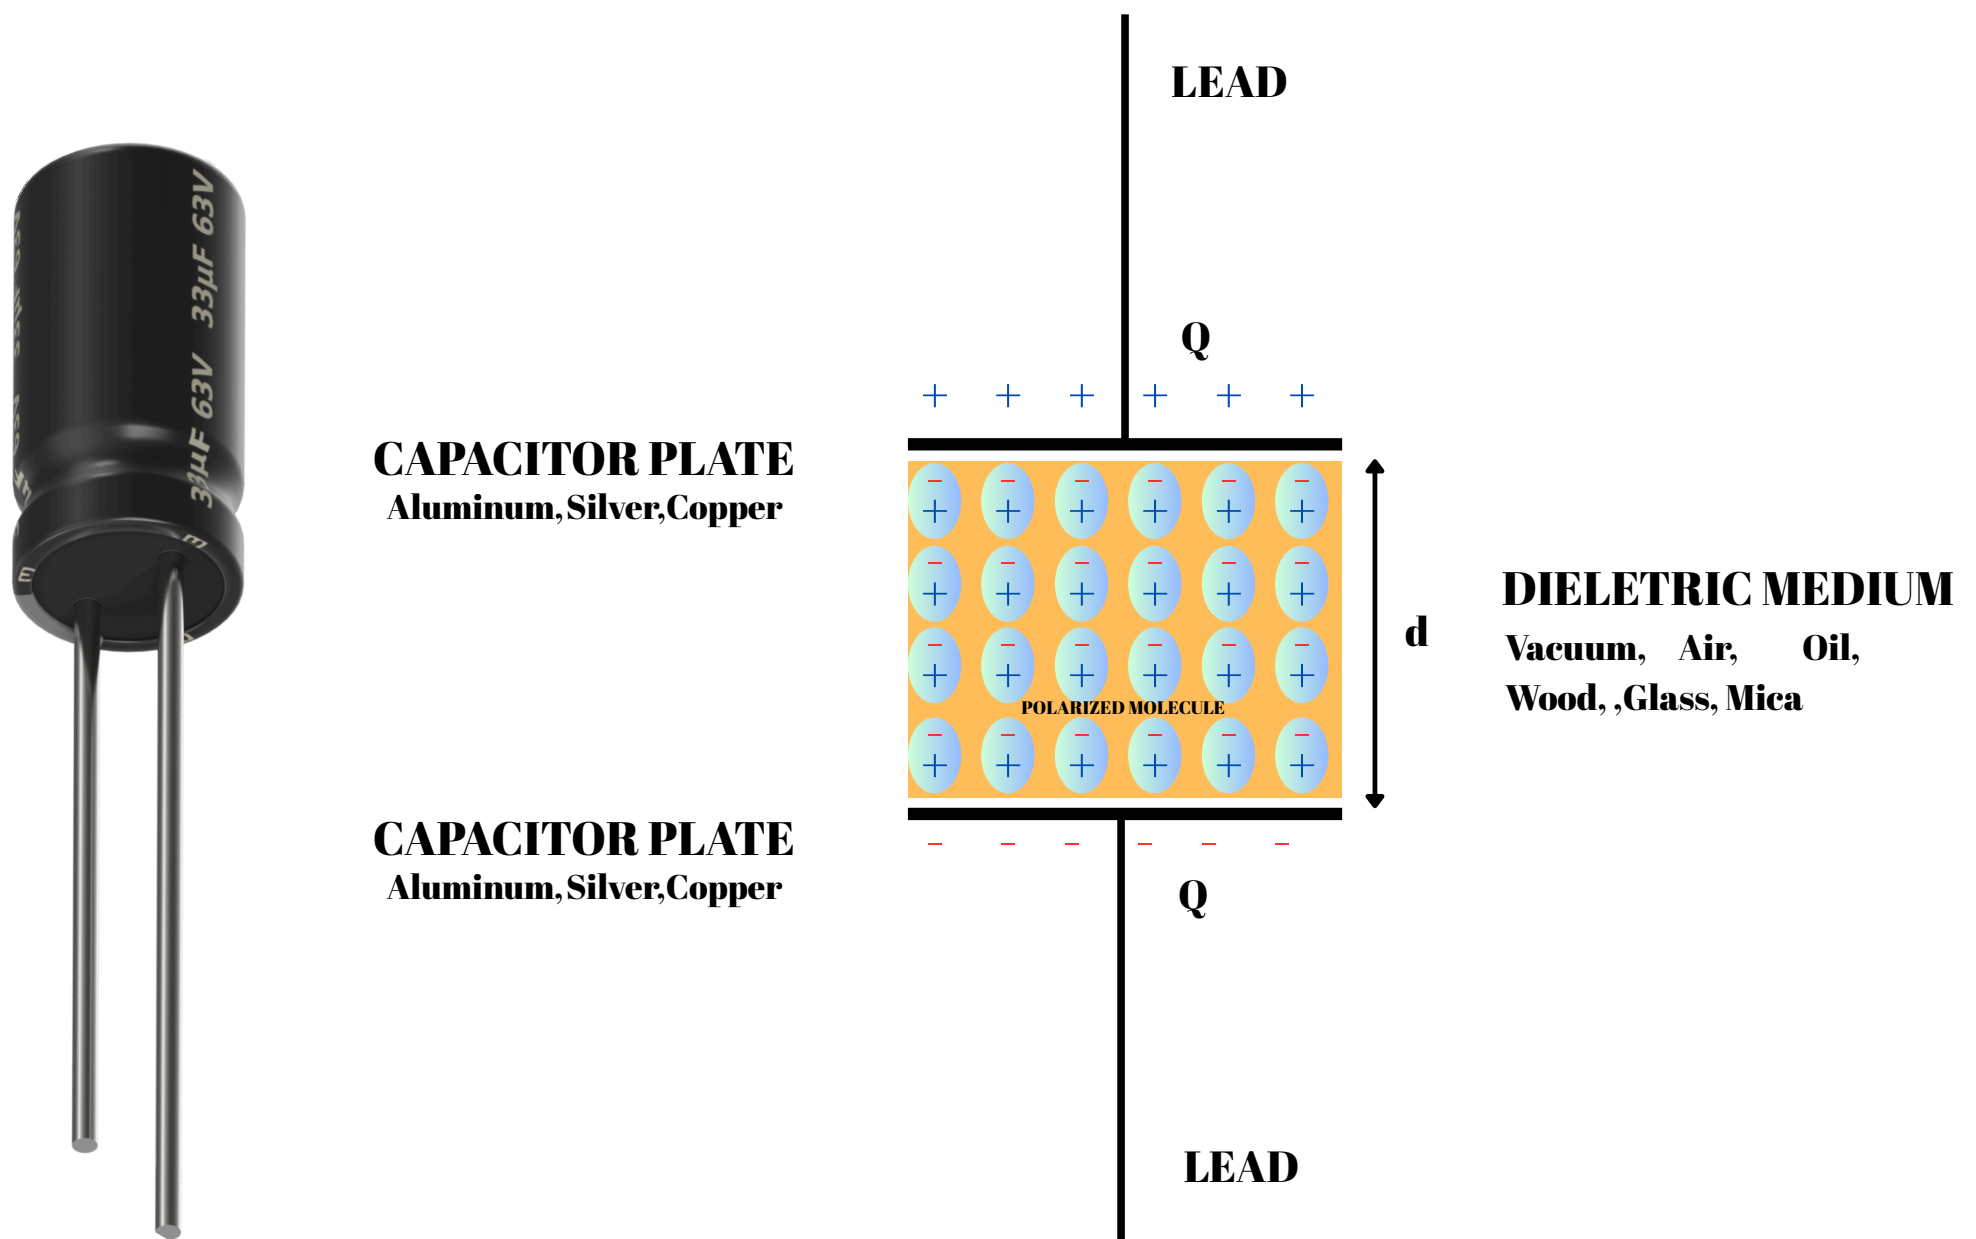 33µF 63V 33µF 63V
LEAD
Q
+ + + + + +
CAPACITOR PLATE
Aluminum,Silver,Copper
− − − − − −
+ + + + + +
− − − − − −
+ + + + + +
− − − − − −
+ + + + + +
POLARIZED MOLECULE
− − − − − −
+ + + + + +
d
DIELETRIC MEDIUM
Vacuum, Air, Oil,
Wood, ,Glass, Mica
CAPACITOR PLATE
Aluminum,Silver,Copper
− − − − − −
Q
LEAD